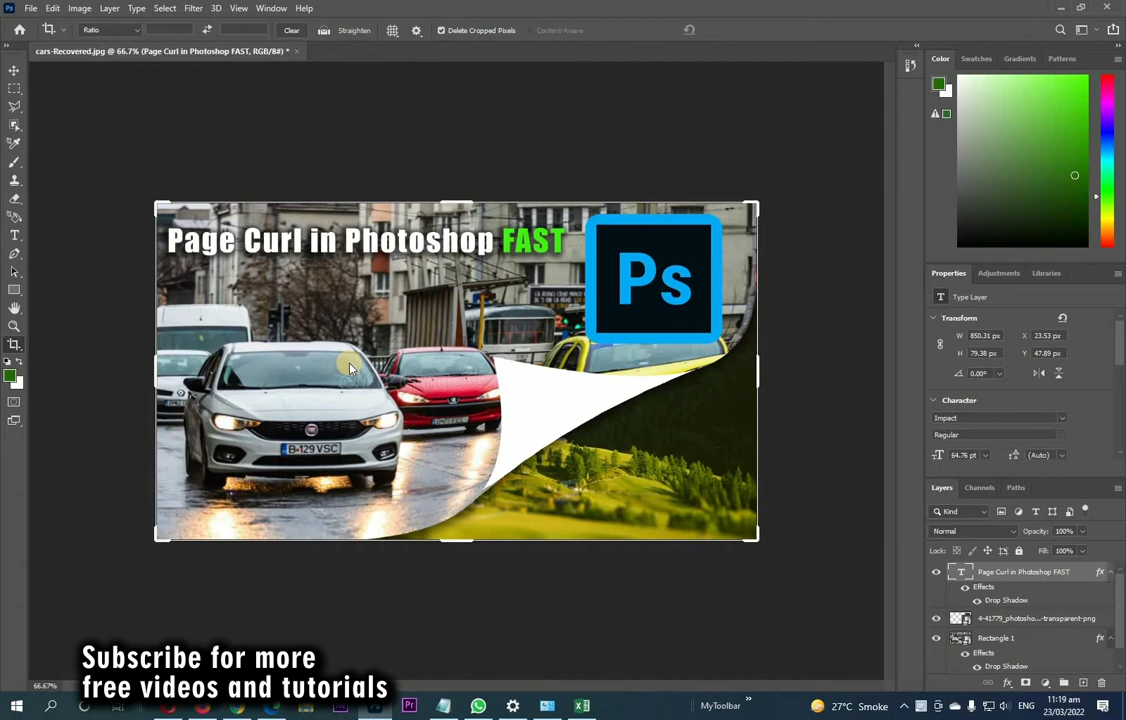 Ps File Edit Image Layer Type Select Filter 3D View Window Help
Ratio Clear Straighten Delete Cropped Pixels Content-Aware
cars-Recovered.jpg @ 66.7% (Page Curl in Photoshop FAST, RGB/8#) *
Color Swatches Gradients Patterns
Page Curl in Photoshop FAST
Ps
B-129 VSC
Properties Adjustments Libraries
T Type Layer
Transform
W 850.31 px X 23.53 px
H 79.38 px Y 47.89 px
0.00°
Character
Impact
Regular
64.76 pt (Auto)
Layers Channels Paths
Kind
Normal Opacity: 100%
Lock: Fill: 100%
T Page Curl in Photoshop FAST fx
Effects
Drop Shadow
4-41779_photosho...-transparent-png
Rectangle 1 fx
Effects
Drop Shadow
fx
66.67%
Subscribe for more
free videos and tutorials
Pr
MyToolbar
27°C Smoke
ENG
11:19 am
23/03/2022